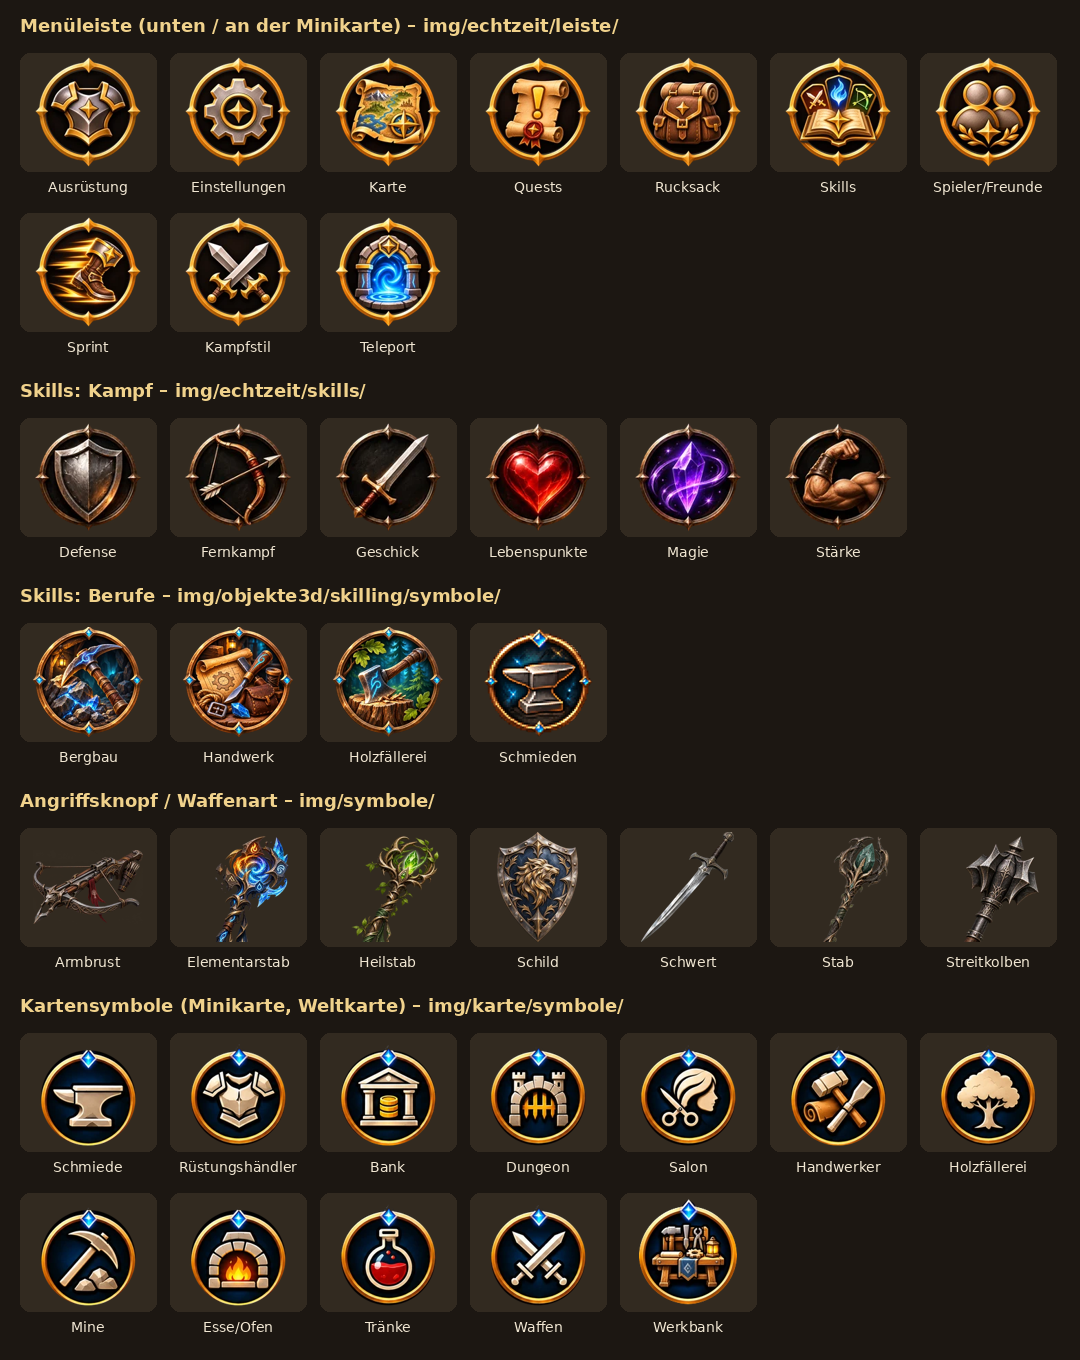 Menüleiste (unten / an der Minikarte) – img/echtzeit/leiste/
Ausrüstung Einstellungen Karte Quests Rucksack Skills Spieler/Freunde
Sprint Kampfstil Teleport
Skills: Kampf – img/echtzeit/skills/
Defense Fernkampf Geschick Lebenspunkte Magie Stärke
Skills: Berufe – img/objekte3d/skilling/symbole/
Bergbau Handwerk Holzfällerei Schmieden
Angriffsknopf / Waffenart – img/symbole/
Armbrust Elementarstab Heilstab Schild Schwert Stab Streitkolben
Kartensymbole (Minikarte, Weltkarte) – img/karte/symbole/
Schmiede Rüstungshändler Bank Dungeon Salon Handwerker Holzfällerei
Mine Esse/Ofen Tränke Waffen Werkbank